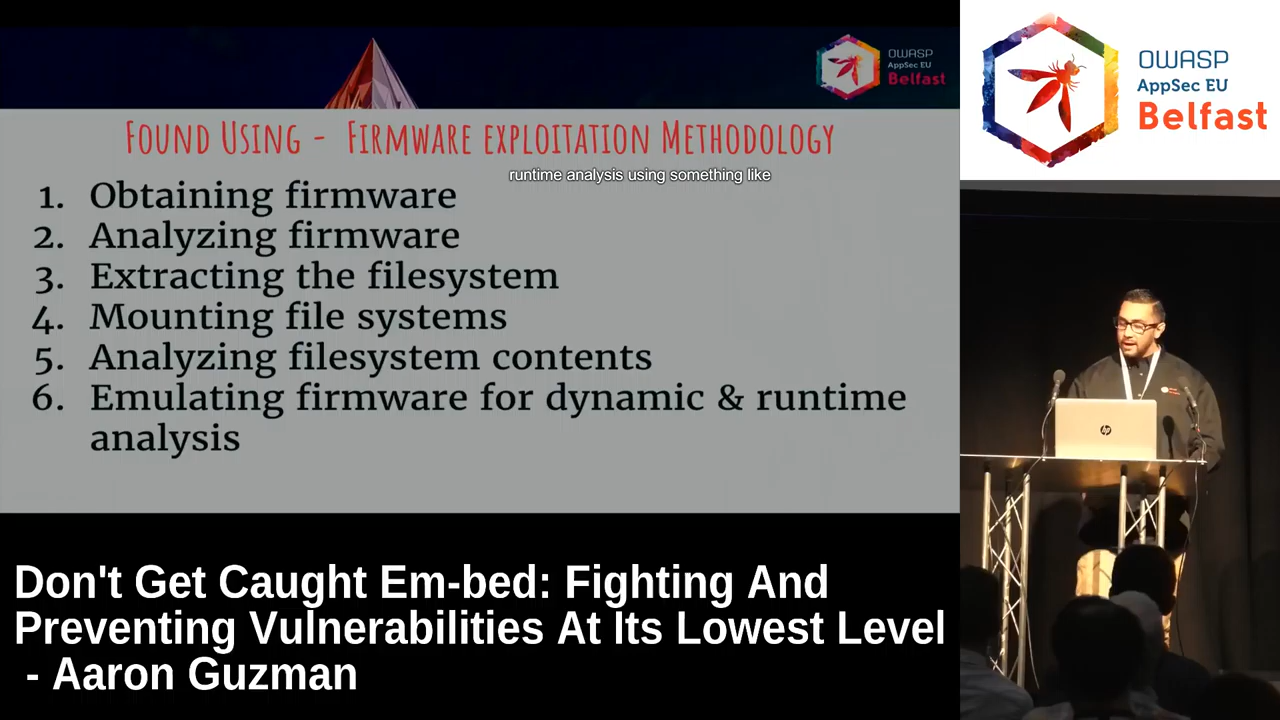 OWASP
AppSec EU
Belfast
Found Using - Firmware exploitation Methodology
runtime analysis using something like
1. Obtaining firmware
2. Analyzing firmware
3. Extracting the filesystem
4. Mounting file systems
5. Analyzing filesystem contents
6. Emulating firmware for dynamic & runtime
analysis
OWASP
AppSec EU
Belfast
hp
Don't Get Caught Em-bed: Fighting And
Preventing Vulnerabilities At Its Lowest Level
- Aaron Guzman